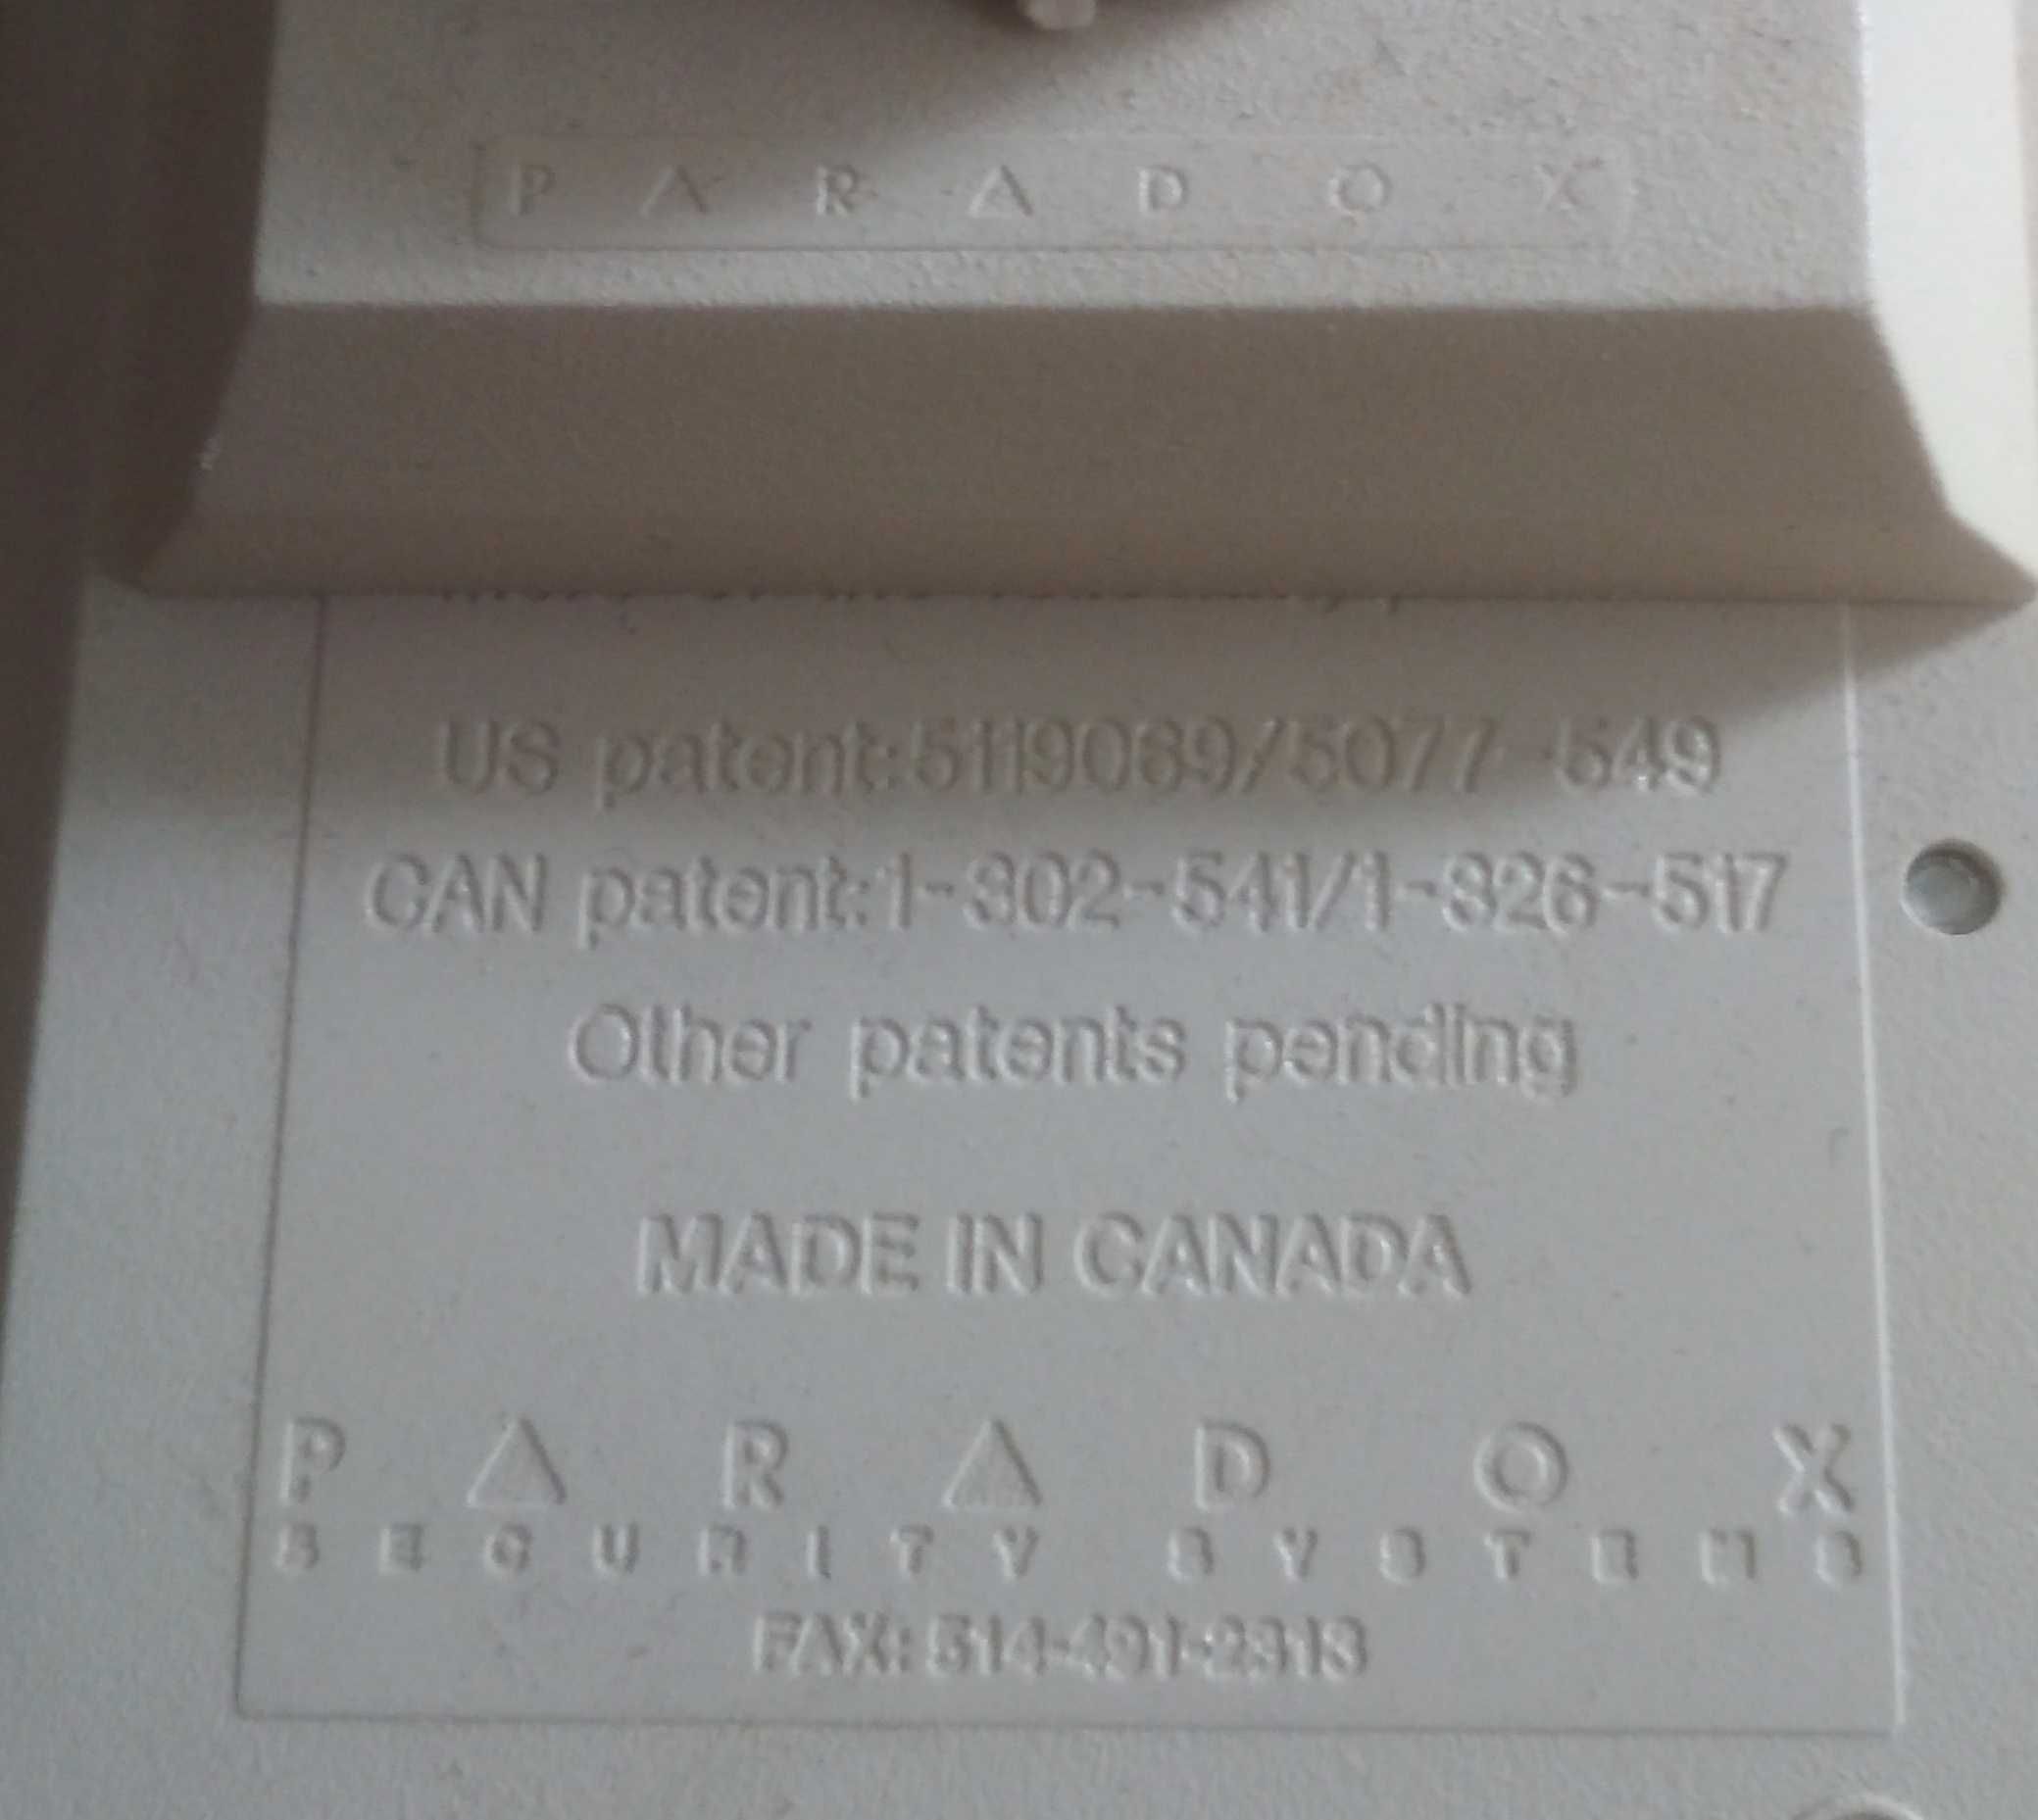 PARADOX
US patent:5119069/5077-549
CAN patent:1-302-541/1-326-517
Other patents pending
MADE IN CANADA
PARADOX
SECURITY SYSTEMS
FAX: 514-491-2313